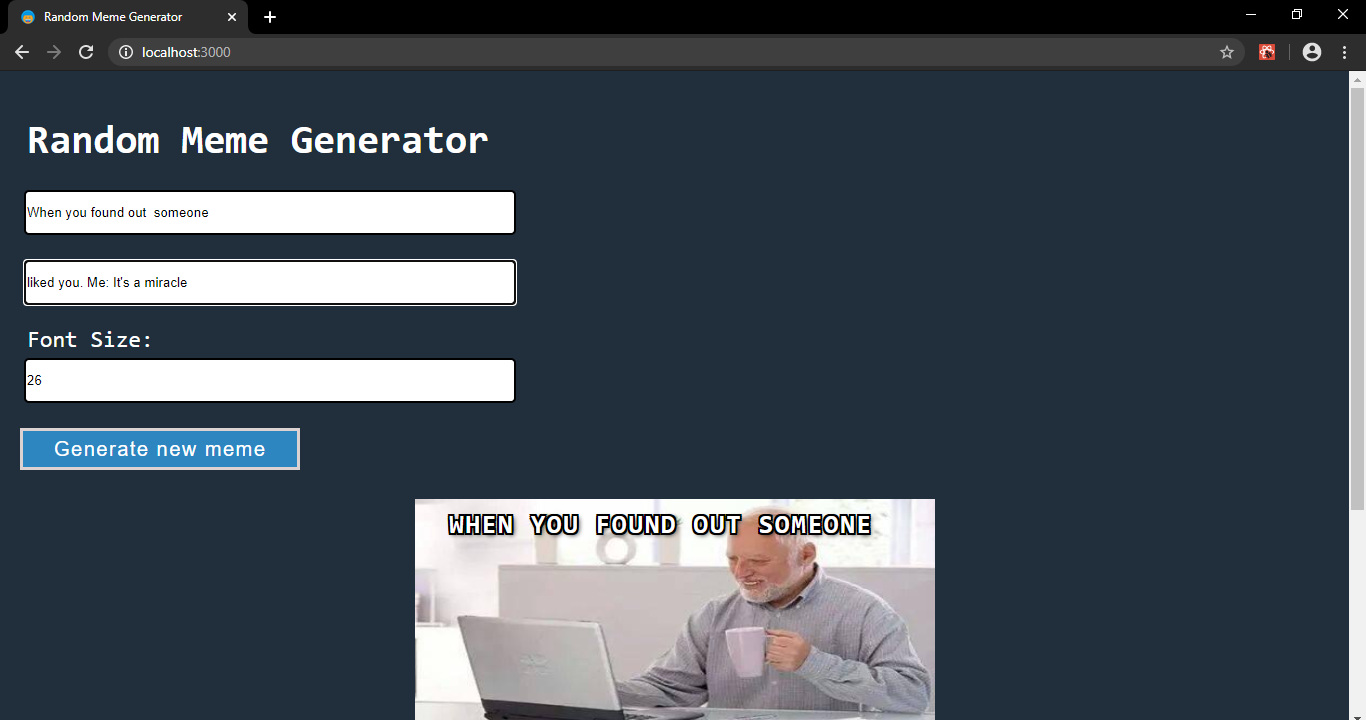 Random Meme Generator
localhost:3000
Random Meme Generator
When you found out  someone
liked you. Me: It's a miracle
Font Size:
26
Generate new meme
WHEN YOU FOUND OUT SOMEONE